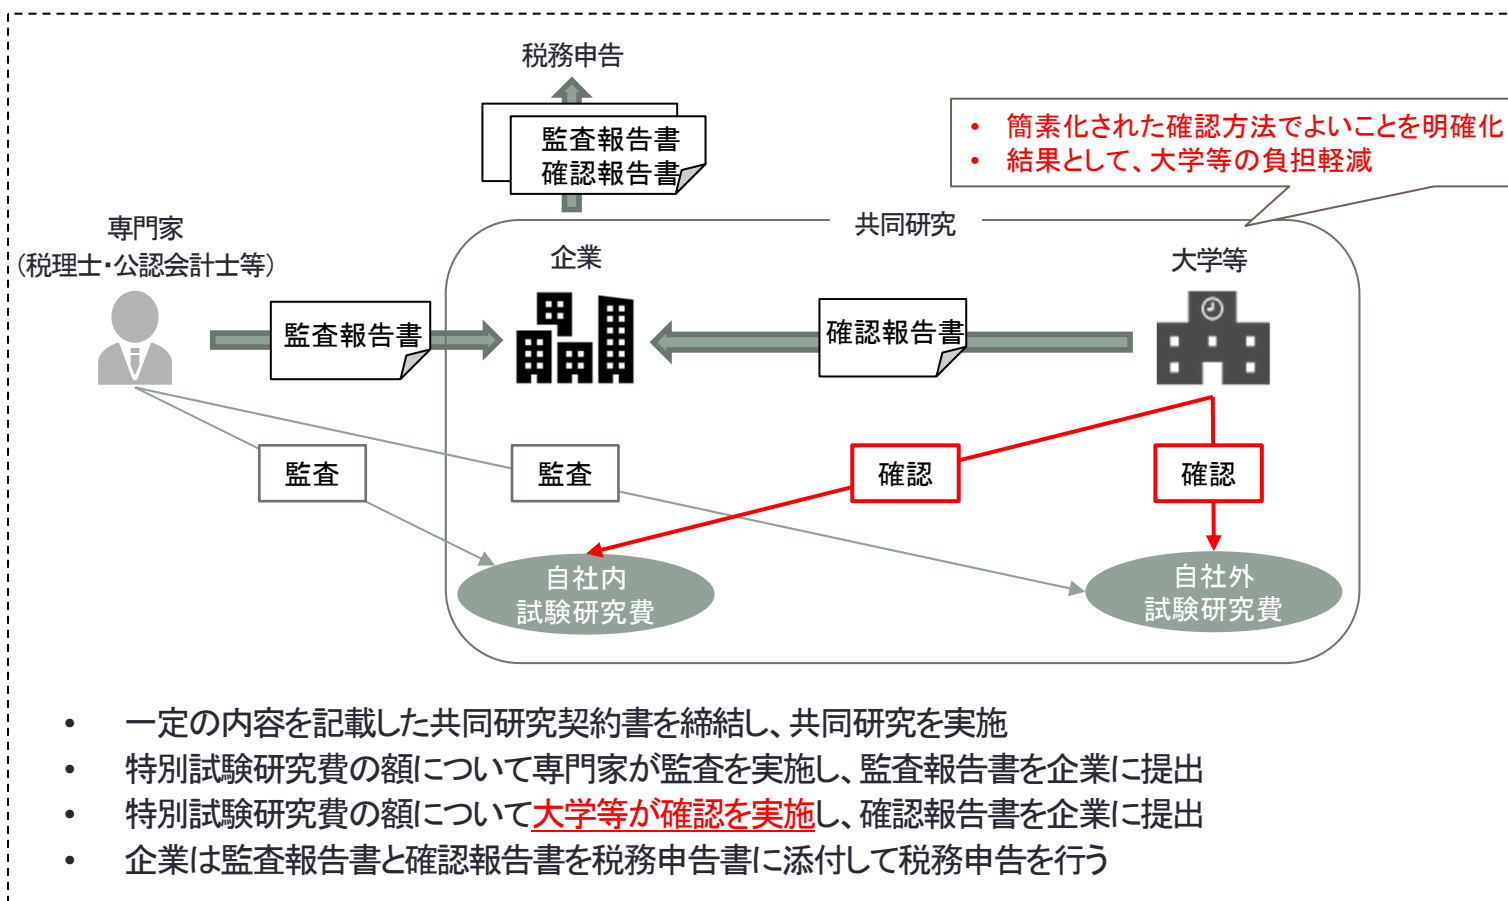 税務申告
監査報告書
確認報告書
• 簡素化された確認方法でよいことを明確化
• 結果として、大学等の負担軽減
共同研究
専門家
(税理士・公認会計士等)
企業
大学等
監査報告書
確認報告書
監査
監査
確認
確認
自社内
試験研究費
自社外
試験研究費
• 一定の内容を記載した共同研究契約書を締結し、共同研究を実施
• 特別試験研究費の額について専門家が監査を実施し、監査報告書を企業に提出
• 特別試験研究費の額について大学等が確認を実施し、確認報告書を企業に提出
• 企業は監査報告書と確認報告書を税務申告書に添付して税務申告を行う